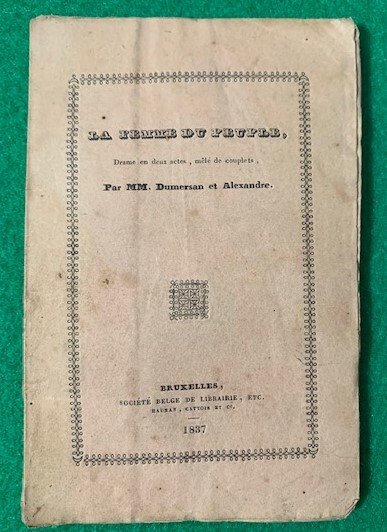 LA FEMME DU PEUPLE,
Drame en deux actes, mêlé de couplets,
Par MM. Dumersan et Alexandre.
BRUXELLES,
SOCIÉTÉ BELGE DE LIBRAIRIE, ETC.
HAUMAN, CATTOIR ET Cᵉ.
1837